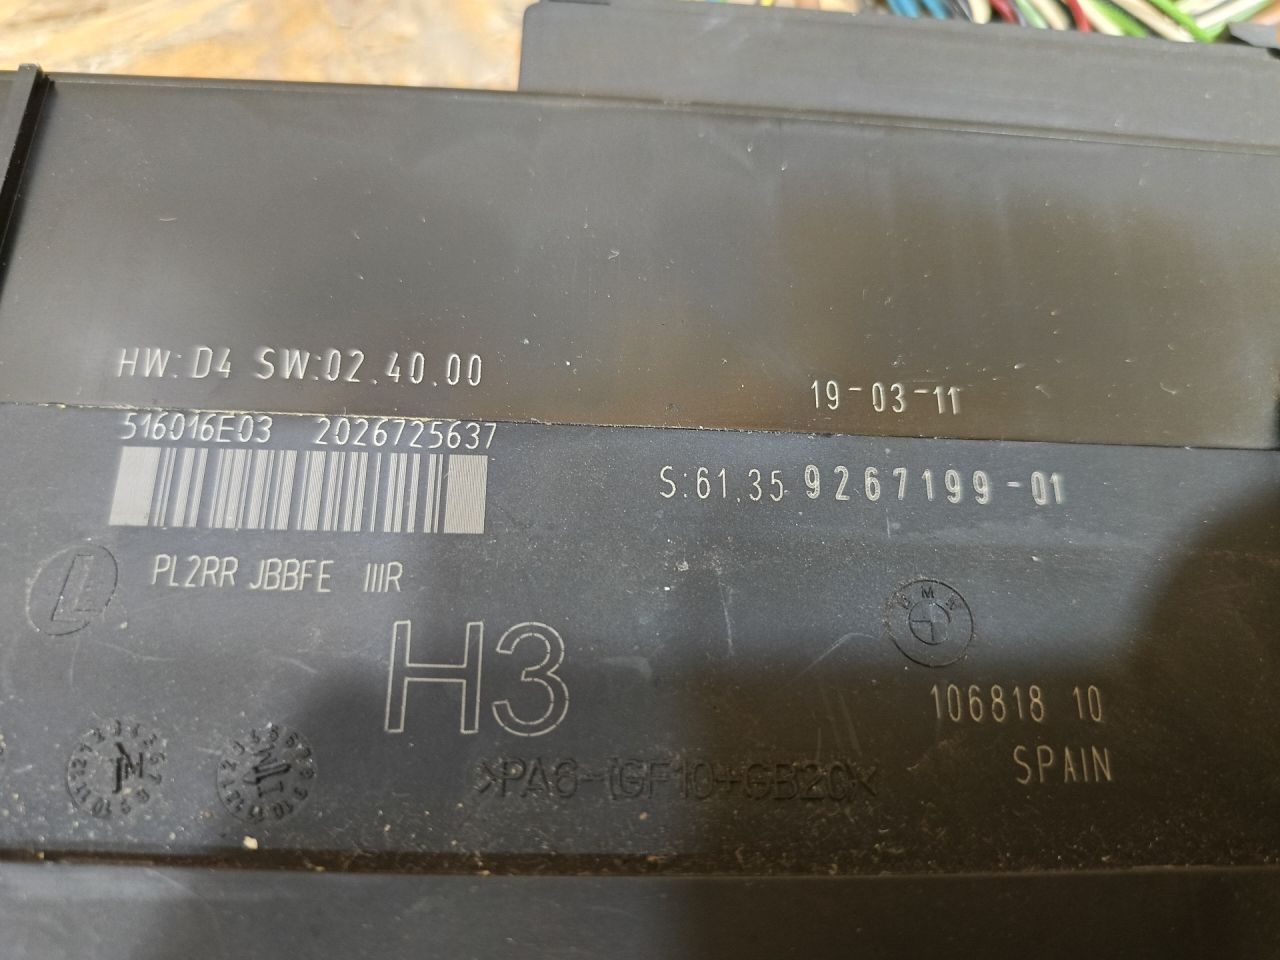 HW: D4 SW:02.40.00
19-03-11
516016E03 2026725637
S:61.35 9267199-01
PL2RR JBBFE IIIR
L
BMW
H3
106818 10
SPAIN
>PA6-(GF10+GB20)<